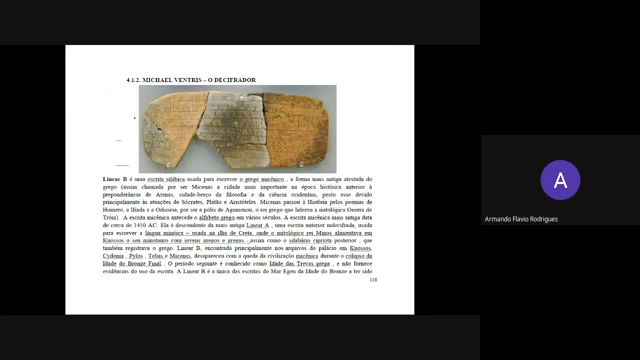 4.1.2. MICHAEL VENTRIS – O DECIFRADOR
Linear B é uma escrita silábica usada para escrever o grego micênico , a forma mais antiga atestada do
grego (assim chamada por ser Micenas a cidade mais importante na época histórica anterior à
preponderância de Atenas, culade-berço da filosofia e da ciência ocidentais, posto esse devido
principalmente às atuações de Sócrates, Platão e Aristóteles). Micenas passou à História pelos poemas de
Homero, a Ilíada e a Odisseia, por ser a pólis de Agamenon, o rei grego que liderou a mitológica Guerra de
Tróia). A escrita micênica antecede o alfabeto grego em vários séculos. A escrita micênica mais antiga data
de cerca de 1450 AC. Ela é descendente da mais antiga Linear A , uma escrita anterior indecifrada, usada
para escrever a língua minóica – usada na ilha de Creta, onde o mitológico rei Minos alimentava em
Knossos o seu minotauro com jovens gregos e gregas -,assim como o silabário cipriota posterior , que
também registrava o grego. Linear B, encontrada principalmente nos arquivos do palácio em Knossos,
Cydonia , Pylos , Tebas e Micenas, desapareceu com a queda da civilização micênica durante o colapso da
Idade do Bronze Final . O período seguinte é conhecido como Idade das Trevas grega , e não fornece
evidências do uso da escrita. A Linear B é a única das escritas do Mar Egeu da Idade do Bronze a ter sido
118
A
Armando Flavio Rodrigues